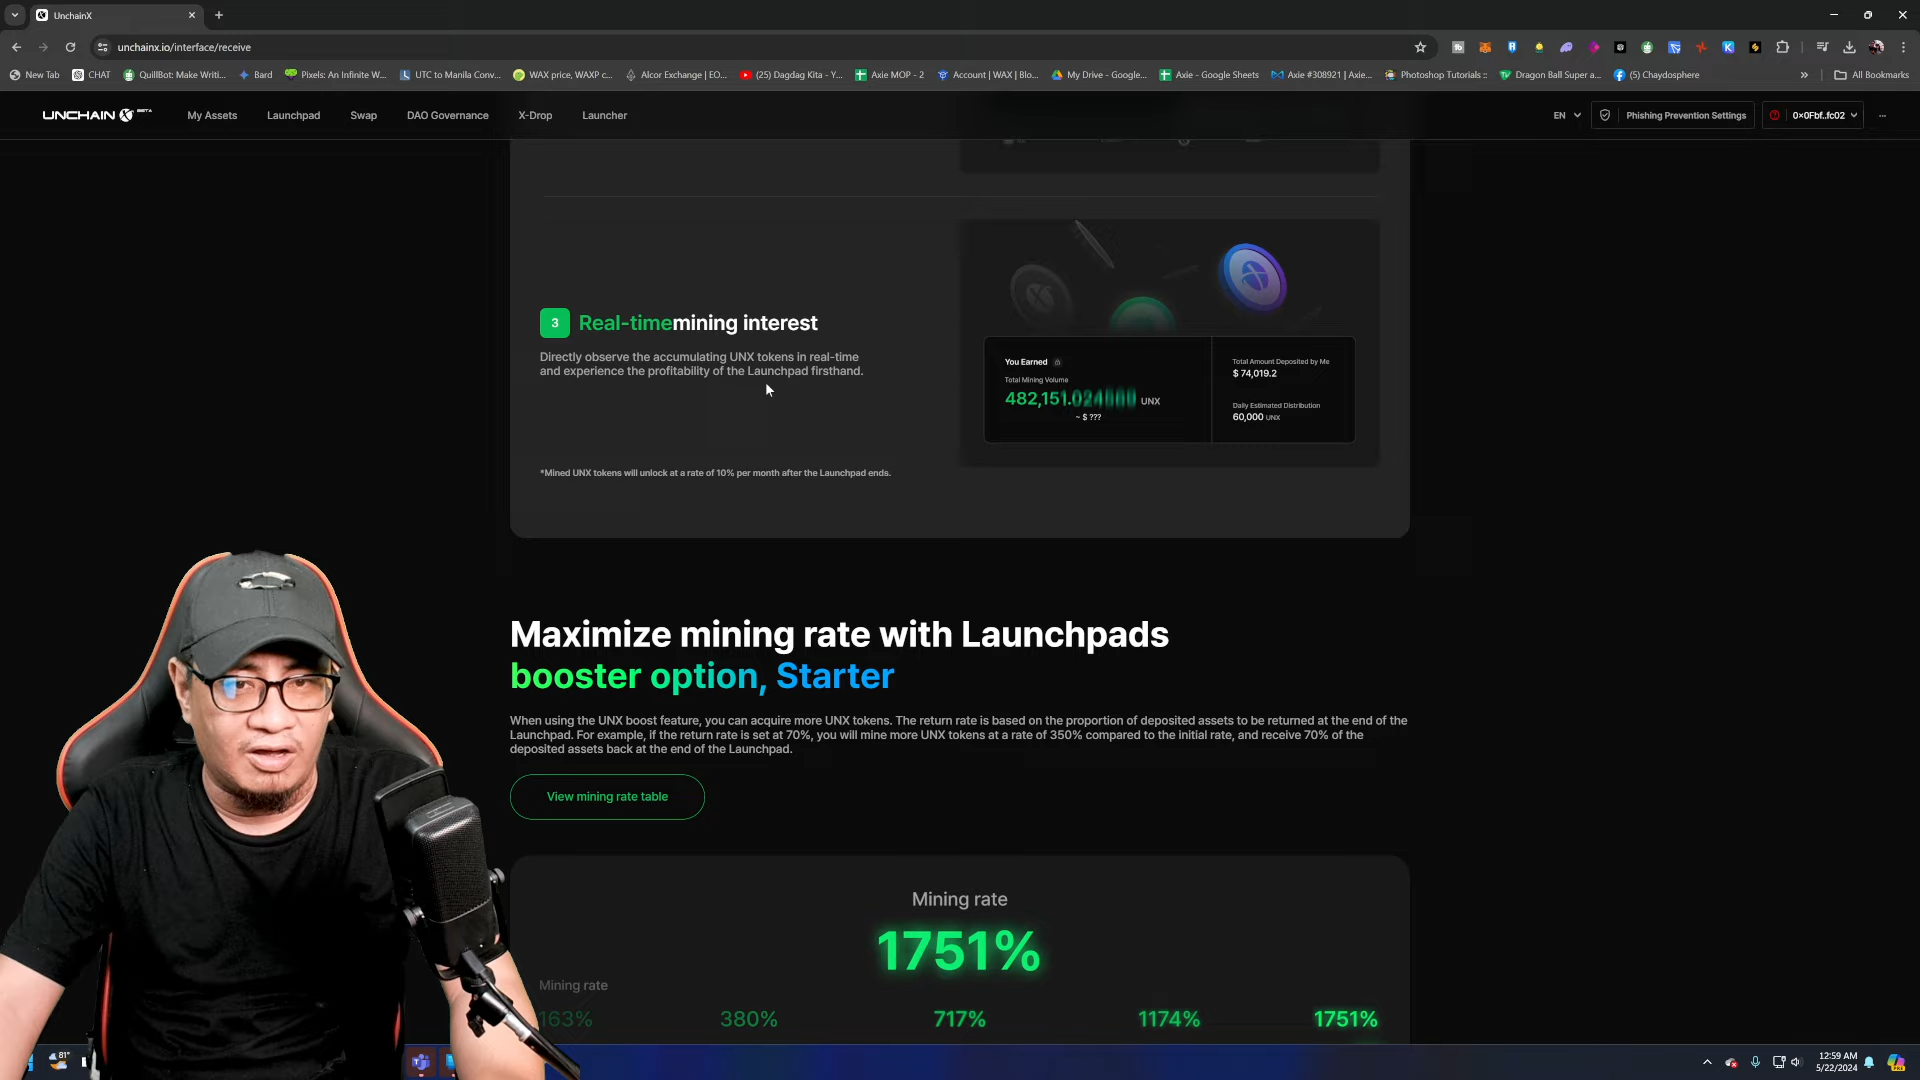 UnchainX
unchainx.io/interface/receive
New Tab
CHAT
QuillBot: Make Writi...
Bard
Pixels: An Infinite W...
UTC to Manila Conv...
WAX price, WAXP c...
Alcor Exchange | EO...
(25) Dagdag Kita - Y...
Axie MOP - 2
Account | WAX | Blo...
My Drive - Google...
Axie - Google Sheets
Axie #308921 | Axie...
Photoshop Tutorials ::
Dragon Ball Super a...
(5) Chaydosphere
»
All Bookmarks
UNCHAIN X BETA
My Assets
Launchpad
Swap
DAO Governance
X-Drop
Launcher
EN
Phishing Prevention Settings
0x0Fbf...fc02
...
3
Real-timemining interest
Directly observe the accumulating UNX tokens in real-time
and experience the profitability of the Launchpad firsthand.
*Mined UNX tokens will unlock at a rate of 10% per month after the Launchpad ends.
You Earned
Total Mining Volume
482,151.024
UNX
~ $ ???
Total Amount Deposited by Me
$ 74,019.2
Daily Estimated Distribution
60,000 UNX
Maximize mining rate with Launchpads
booster option, Starter
When using the UNX boost feature, you can acquire more UNX tokens. The return rate is based on the proportion of deposited assets to be returned at the end of the
Launchpad. For example, if the return rate is set at 70%, you will mine more UNX tokens at a rate of 350% compared to the initial rate, and receive 70% of the
deposited assets back at the end of the Launchpad.
View mining rate table
Mining rate
1751%
Mining rate
163%
380%
717%
1174%
1751%
81°
12:59 AM
5/22/2024